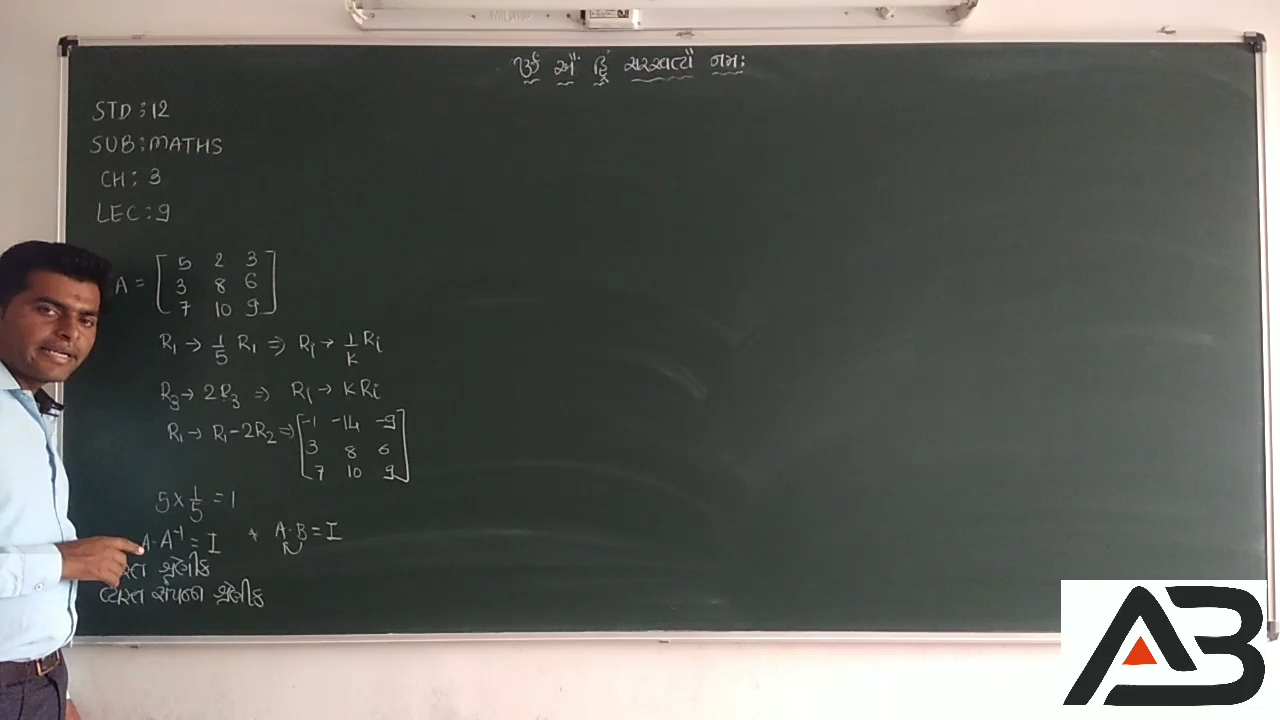 ૐ ઐં હ્રિં સરસ્વત્યૈ નમઃ
STD : 12
SUB : MATHS
CH : 3
LEC : 9
A = [ 5 2 3
3 8 6
7 10 9 ]
R₁ → 1/5 R₁ ⇒ Ri → 1/K Ri
R₃ → 2R₃ ⇒ Ri → KRi
R₁ → R₁ - 2R₂ ⇒ [ -1 -14 -9
3 8 6
7 10 9 ]
5 × 1/5 = 1
A · A⁻¹ = I * A · B = I
શ્રેણીક
વ્યસ્ત સંપન્ન શ્રેણીક
AB